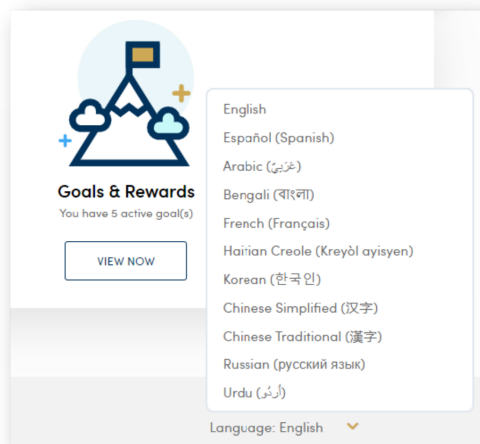 Goals & Rewards
You have 5 active goal(s)
VIEW NOW
English
Español (Spanish)
Arabic (عَرَبِيّ)
Bengali (বাংলা)
French (Français)
Haitian Creole (Kreyòl ayisyen)
Korean (한국인)
Chinese Simplified (汉字)
Chinese Traditional (漢字)
Russian (русский язык)
Urdu (اُردُو)
Language: English